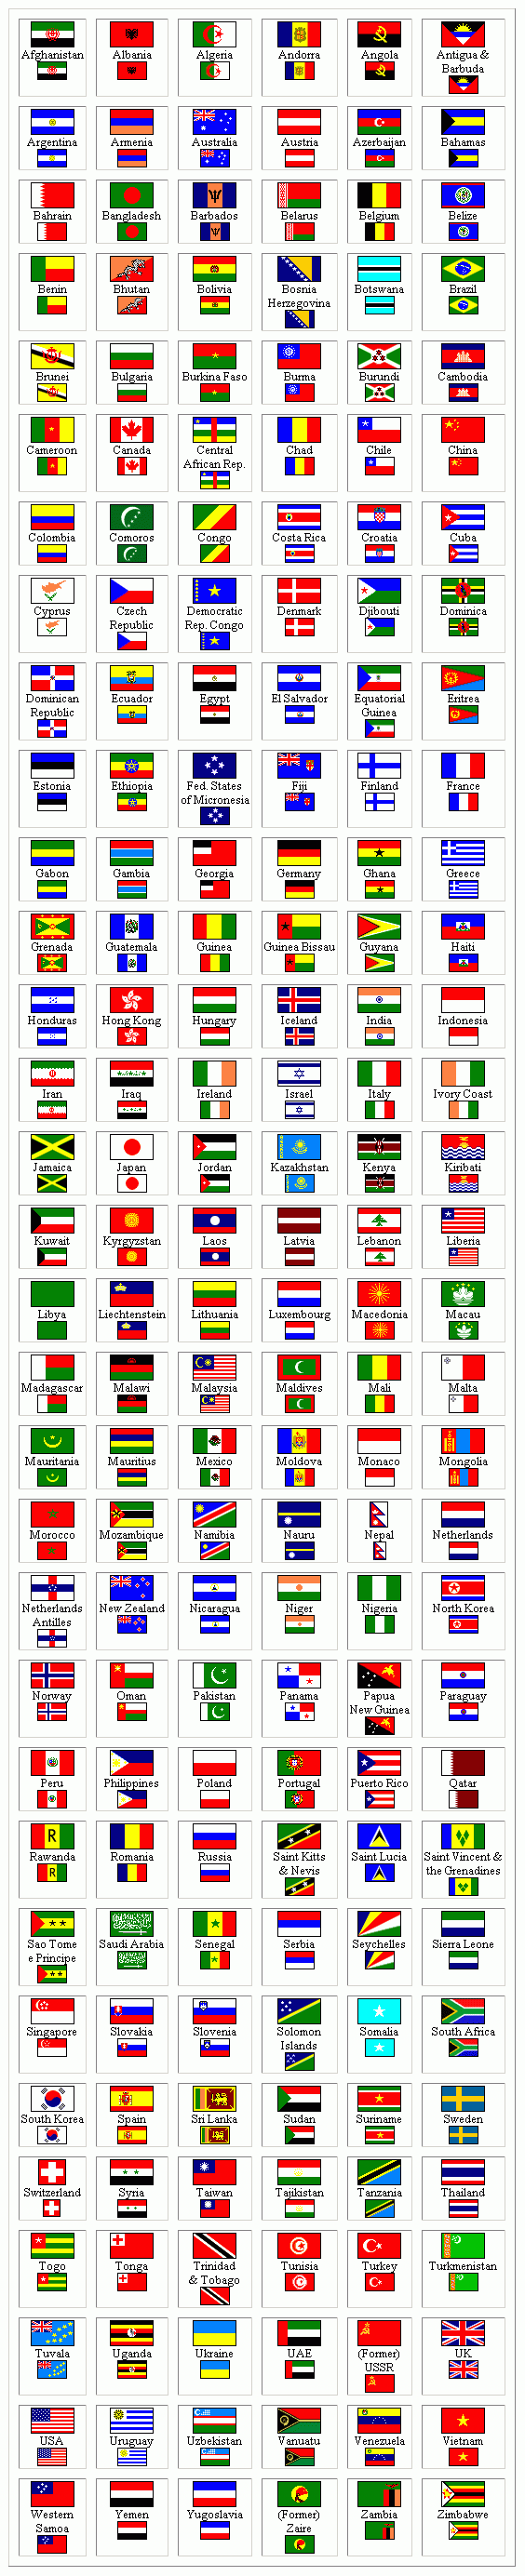 Afghanistan
Albania
Algeria
Andorra
Angola
Antigua &
Barbuda
Argentina
Armenia
Australia
Austria
Azerbaijan
Bahamas
Bahrain
Bangladesh
Barbados
Belarus
Belgium
Belize
Benin
Bhutan
Bolivia
Bosnia
Herzegovina
Botswana
Brazil
Brunei
Bulgaria
Burkina Faso
Burma
Burundi
Cambodia
Cameroon
Canada
Central
African Rep.
Chad
Chile
China
Colombia
Comoros
Congo
Costa Rica
Croatia
Cuba
Cyprus
Czech
Republic
Democratic
Rep. Congo
Denmark
Djibouti
Dominica
Dominican
Republic
Ecuador
Egypt
El Salvador
Equatorial
Guinea
Eritrea
Estonia
Ethiopia
Fed. States
of Micronesia
Fiji
Finland
France
Gabon
Gambia
Georgia
Germany
Ghana
Greece
Grenada
Guatemala
Guinea
Guinea Bissau
Guyana
Haiti
Honduras
Hong Kong
Hungary
Iceland
India
Indonesia
Iran
Iraq
Ireland
Israel
Italy
Ivory Coast
Jamaica
Japan
Jordan
Kazakhstan
Kenya
Kiribati
Kuwait
Kyrgyzstan
Laos
Latvia
Lebanon
Liberia
Libya
Liechtenstein
Lithuania
Luxembourg
Macedonia
Macau
Madagascar
Malawi
Malaysia
Maldives
Mali
Malta
Mauritania
Mauritius
Mexico
Moldova
Monaco
Mongolia
Morocco
Mozambique
Namibia
Nauru
Nepal
Netherlands
Netherlands
Antilles
New Zealand
Nicaragua
Niger
Nigeria
North Korea
Norway
Oman
Pakistan
Panama
Papua
New Guinea
Paraguay
Peru
Philippines
Poland
Portugal
Puerto Rico
Qatar
Rawanda
Romania
Russia
Saint Kitts
& Nevis
Saint Lucia
Saint Vincent &
the Grenadines
Sao Tome
e Principe
Saudi Arabia
Senegal
Serbia
Seychelles
Sierra Leone
Singapore
Slovakia
Slovenia
Solomon
Islands
Somalia
South Africa
South Korea
Spain
Sri Lanka
Sudan
Suriname
Sweden
Switzerland
Syria
Taiwan
Tajikistan
Tanzania
Thailand
Togo
Tonga
Trinidad
& Tobago
Tunisia
Turkey
Turkmenistan
Tuvala
Uganda
Ukraine
UAE
(Former)
USSR
UK
USA
Uruguay
Uzbekistan
Vanuatu
Venezuela
Vietnam
Western
Samoa
Yemen
Yugoslavia
(Former)
Zaire
Zambia
Zimbabwe